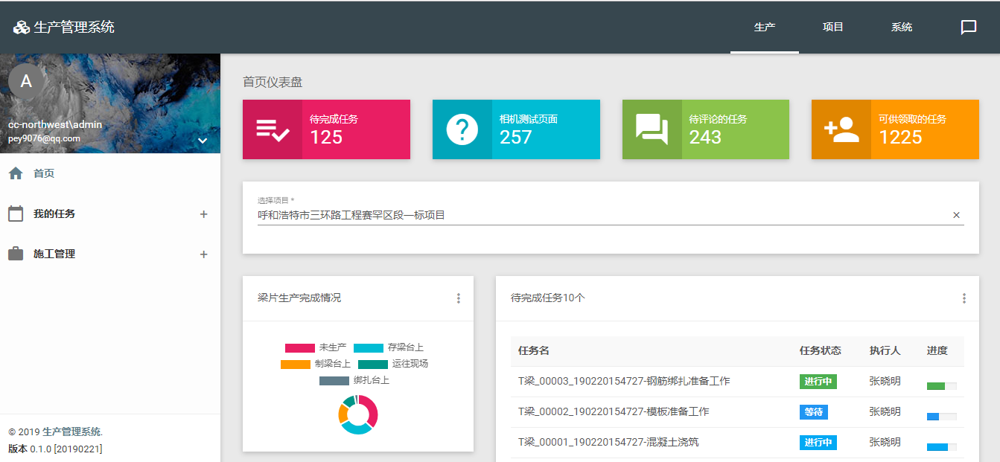 生产管理系统
生产
项目
系统
A
cc-northwest\admin
pey9076@qq.com
首页
我的任务
+
施工管理
+
© 2019 生产管理系统.
版本 0.1.0 [20190221]
首页仪表盘
待完成任务
125
相机测试页面
257
待评论的任务
243
可供领取的任务
1225
选择项目 *
呼和浩特市三环路工程赛罕区段一标项目
梁片生产完成情况
未生产 存梁台上
制梁台上 运往现场
绑扎台上
待完成任务10个
任务名 任务状态 执行人 进度
T梁_00003_190220154727-钢筋绑扎准备工作 进行中 张晓明
T梁_00002_190220154727-模板准备工作 等待 张晓明
T梁_00001_190220154727-混凝土浇筑 进行中 张晓明